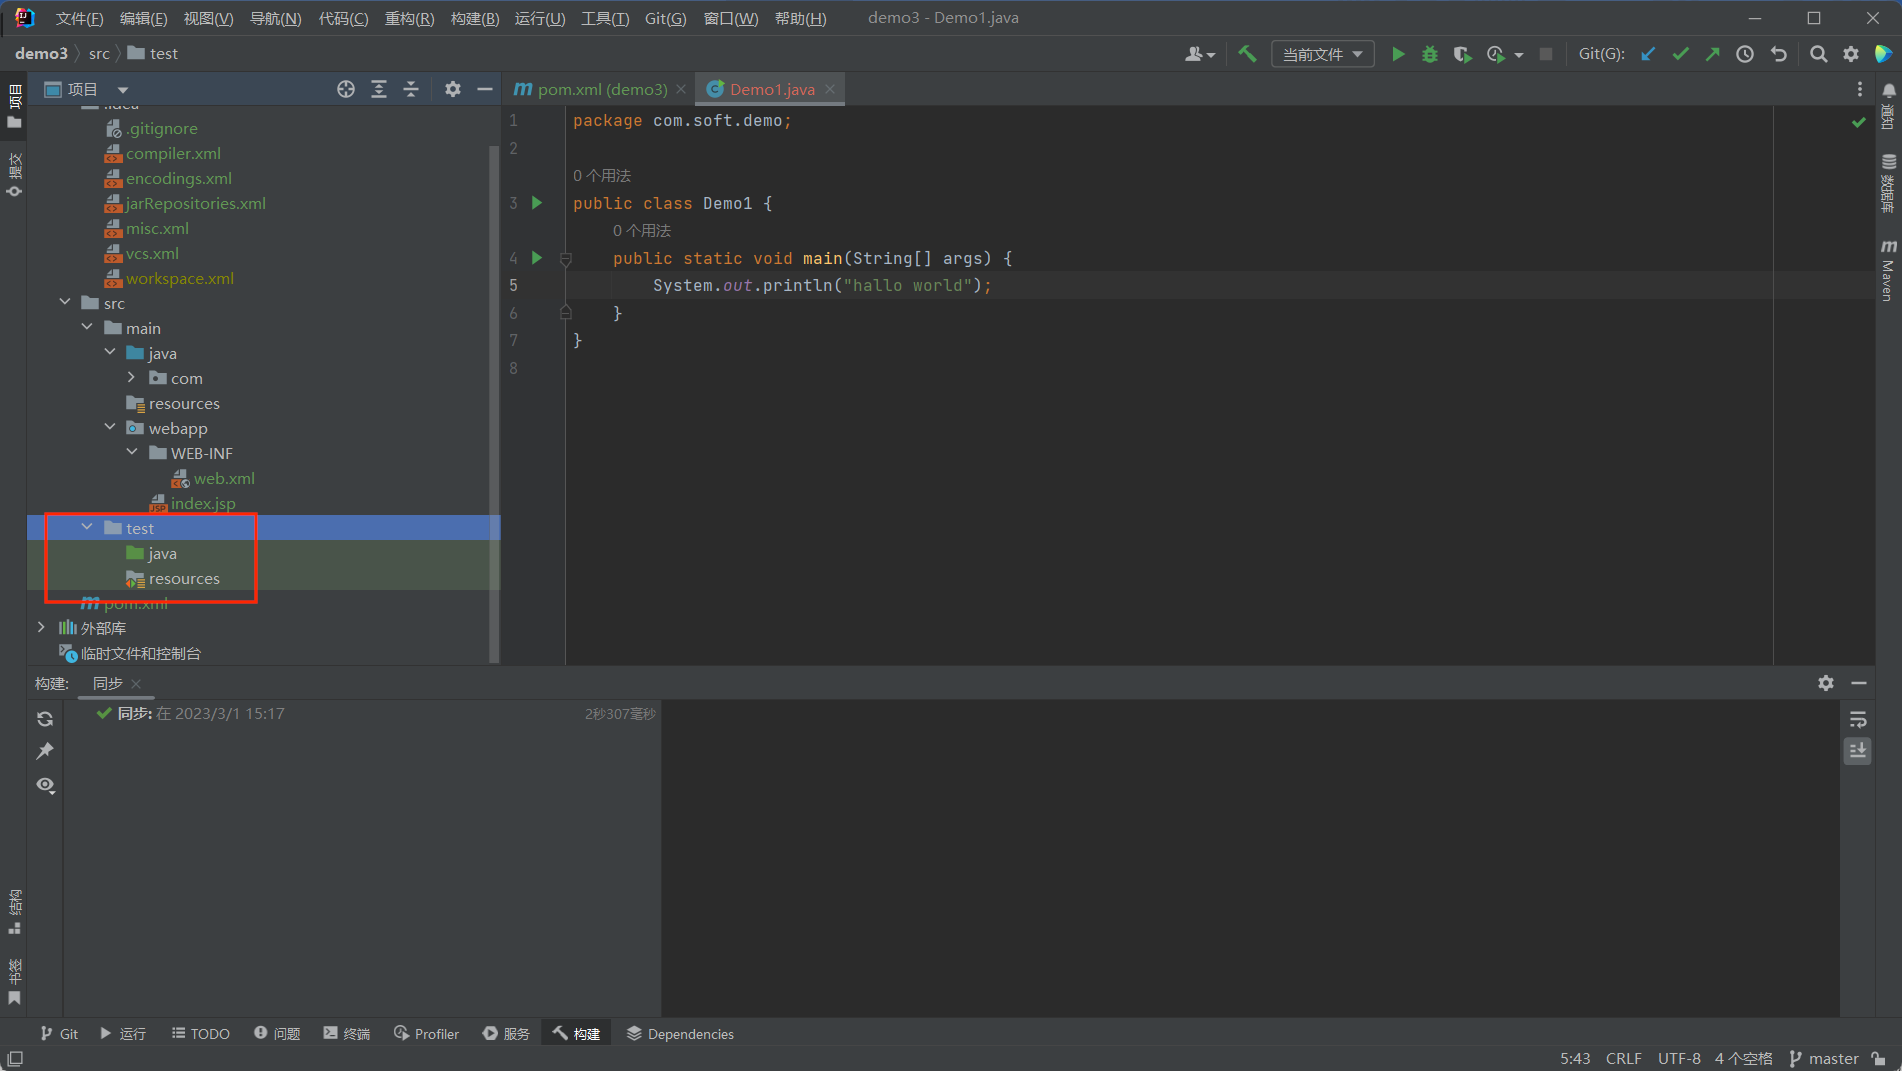 文件(F) 编辑(E) 视图(V) 导航(N) 代码(C) 重构(R) 构建(B) 运行(U) 工具(T) Git(G) 窗口(W) 帮助(H) demo3 - Demo1.java
demo3 src test 当前文件 Git(G):
项目 pom.xml (demo3) Demo1.java
项目
提交
结构
书签
.idea
.gitignore
compiler.xml
encodings.xml
jarRepositories.xml
misc.xml
vcs.xml
workspace.xml
src
main
java
com
resources
webapp
WEB-INF
web.xml
index.jsp
test
java
resources
pom.xml
外部库
临时文件和控制台
1 package com.soft.demo;
2
0 个用法
3 public class Demo1 {
0 个用法
4 public static void main(String[] args) {
5 System.out.println("hallo world");
6 }
7 }
8
通知
数据库
Maven
构建: 同步
同步: 在 2023/3/1 15:17 2秒307毫秒
Git 运行 TODO 问题 终端 Profiler 服务 构建 Dependencies
5:43 CRLF UTF-8 4 个空格 master